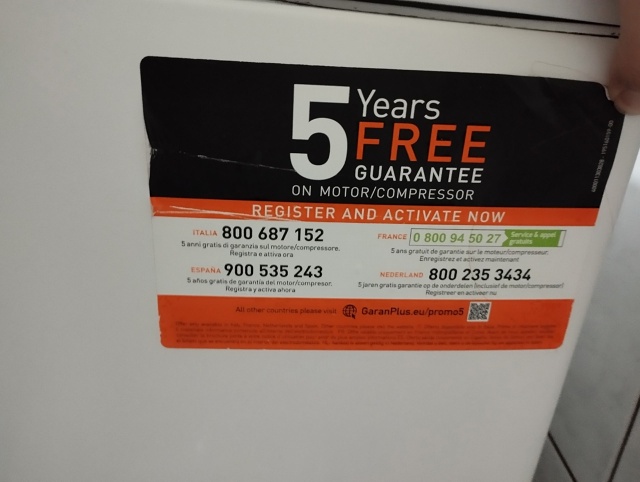 5 Years
FREE
GUARANTEE
ON MOTOR/COMPRESSOR
REGISTER AND ACTIVATE NOW
ITALIA 800 687 152
5 anni gratis di garanzia sul motore/compressore.
Registra e attiva ora
FRANCE 0 800 94 50 27 Service & appel gratuits
5 ans gratuit de garantie sur le moteur/compresseur.
Enregistrez et activez maintenant
ESPAÑA 900 535 243
5 años gratis de garantía del motor/compresor.
Registra y activa ahora
NEDERLAND 800 235 3434
5 jaren gratis garantie op de onderdelen (inclusief de motor/compressor)
Registreer en activeer nu
All other countries please visit GaranPlus.eu/promo5